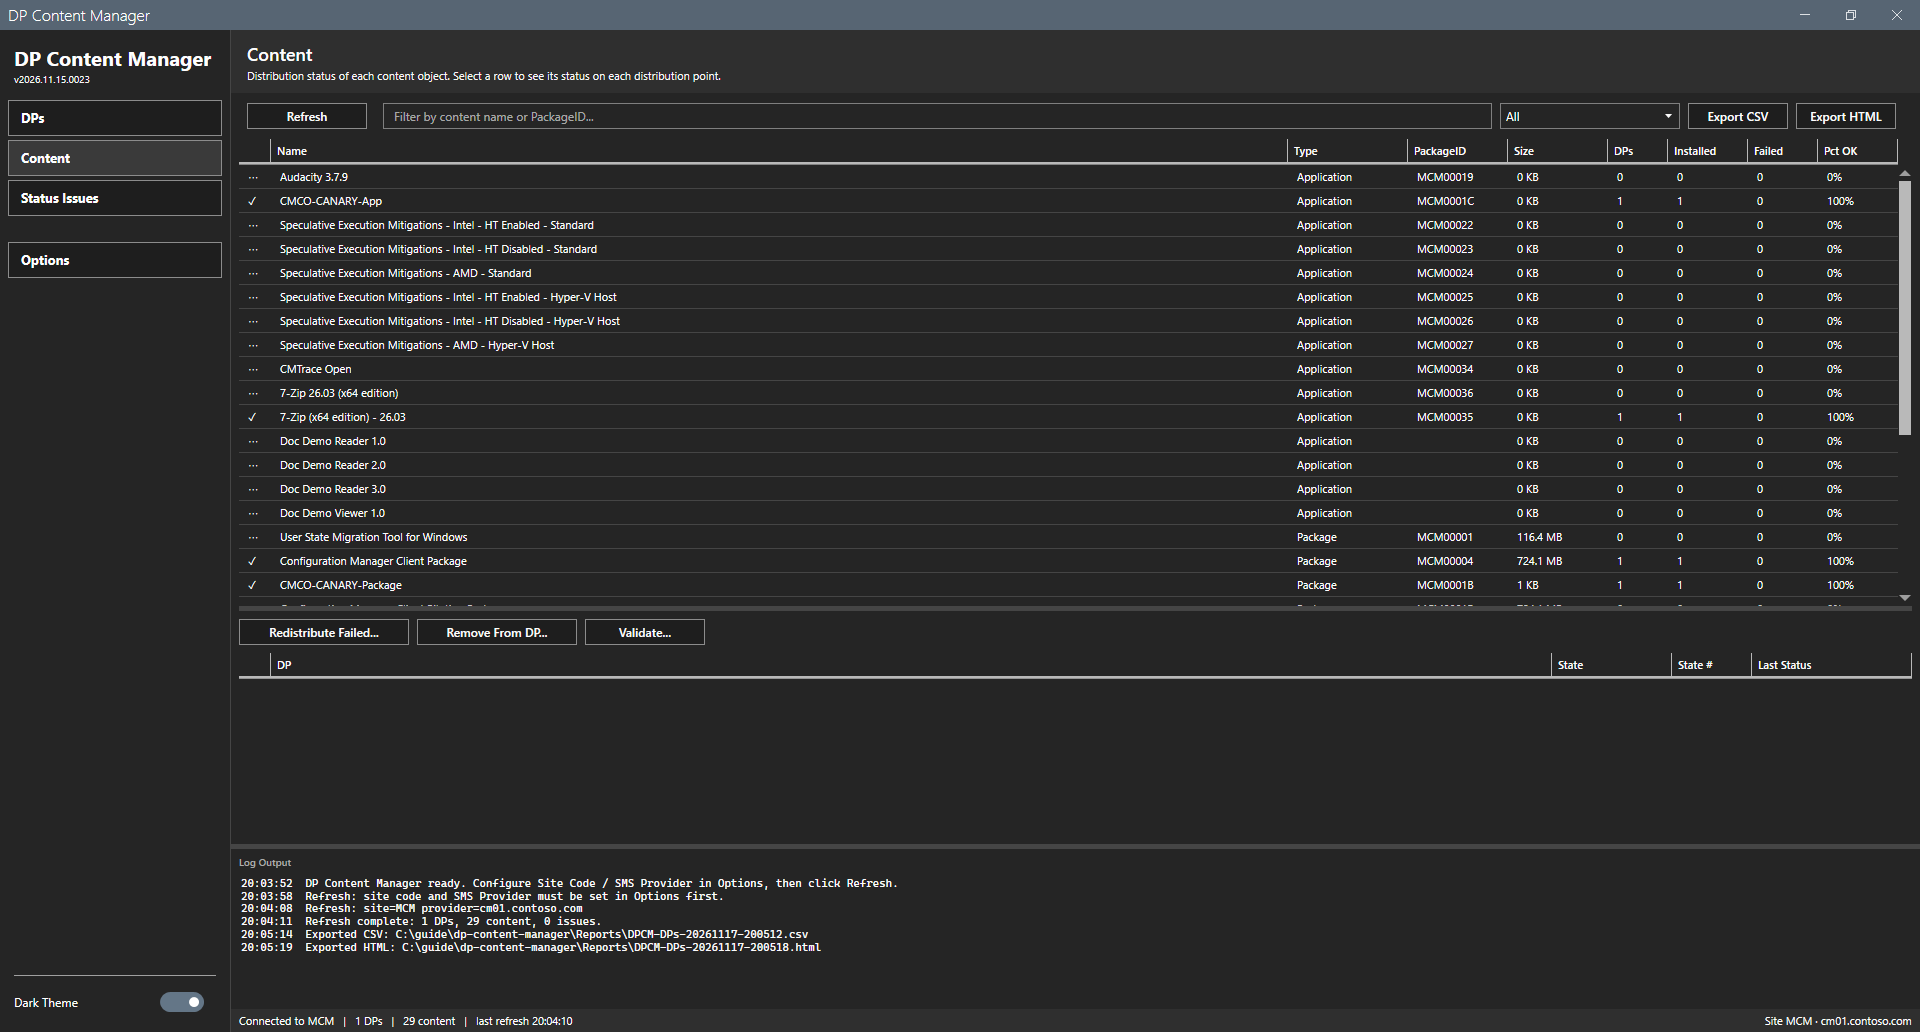 DP Content Manager
DP Content Manager
v2026.11.15.0023
DPs
Content
Status Issues
Options
Dark Theme
Content
Distribution status of each content object. Select a row to see its status on each distribution point.
Refresh Filter by content name or PackageID... All Export CSV Export HTML
Name Type PackageID Size DPs Installed Failed Pct OK
··· Audacity 3.7.9 Application MCM00019 0 KB 0 0 0 0%
✓ CMCO-CANARY-App Application MCM0001C 0 KB 1 1 0 100%
··· Speculative Execution Mitigations - Intel - HT Enabled - Standard Application MCM00022 0 KB 0 0 0 0%
··· Speculative Execution Mitigations - Intel - HT Disabled - Standard Application MCM00023 0 KB 0 0 0 0%
··· Speculative Execution Mitigations - AMD - Standard Application MCM00024 0 KB 0 0 0 0%
··· Speculative Execution Mitigations - Intel - HT Enabled - Hyper-V Host Application MCM00025 0 KB 0 0 0 0%
··· Speculative Execution Mitigations - Intel - HT Disabled - Hyper-V Host Application MCM00026 0 KB 0 0 0 0%
··· Speculative Execution Mitigations - AMD - Hyper-V Host Application MCM00027 0 KB 0 0 0 0%
··· CMTrace Open Application MCM00034 0 KB 0 0 0 0%
··· 7-Zip 26.03 (x64 edition) Application MCM00036 0 KB 0 0 0 0%
✓ 7-Zip (x64 edition) - 26.03 Application MCM00035 0 KB 1 1 0 100%
··· Doc Demo Reader 1.0 Application 0 KB 0 0 0 0%
··· Doc Demo Reader 2.0 Application 0 KB 0 0 0 0%
··· Doc Demo Reader 3.0 Application 0 KB 0 0 0 0%
··· Doc Demo Viewer 1.0 Application 0 KB 0 0 0 0%
··· User State Migration Tool for Windows Package MCM00001 116.4 MB 0 0 0 0%
✓ Configuration Manager Client Package Package MCM00004 724.1 MB 1 1 0 100%
✓ CMCO-CANARY-Package Package MCM0001B 1 KB 1 1 0 100%
Redistribute Failed... Remove From DP... Validate...
DP State State # Last Status
Log Output
20:03:52 DP Content Manager ready. Configure Site Code / SMS Provider in Options, then click Refresh.
20:03:58 Refresh: site code and SMS Provider must be set in Options first.
20:04:08 Refresh: site=MCM provider=cm01.contoso.com
20:04:11 Refresh complete: 1 DPs, 29 content, 0 issues.
20:05:14 Exported CSV: C:\guide\dp-content-manager\Reports\DPCM-DPs-20261117-200512.csv
20:05:19 Exported HTML: C:\guide\dp-content-manager\Reports\DPCM-DPs-20261117-200518.html
Connected to MCM | 1 DPs | 29 content | last refresh 20:04:10
Site MCM · cm01.contoso.com